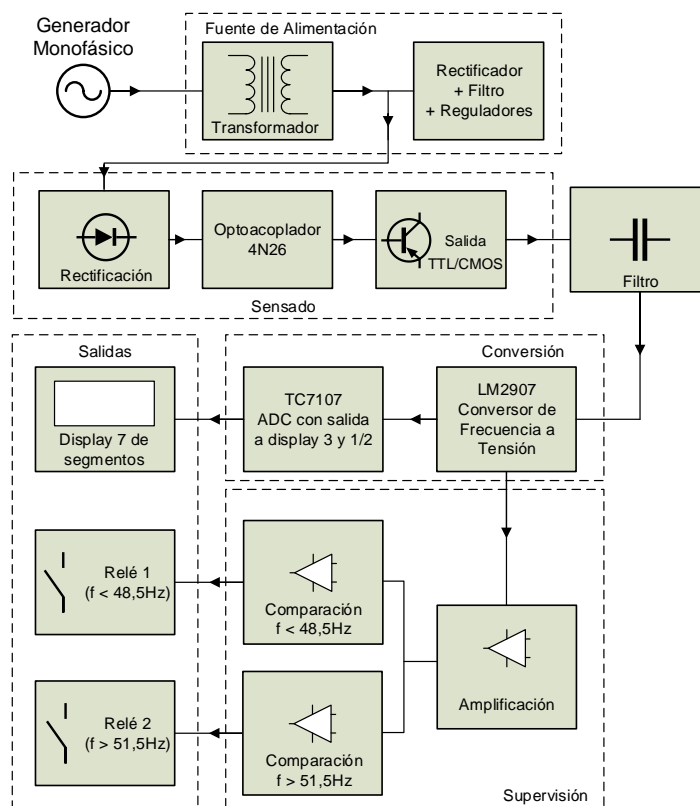 Generador
Monofásico
Fuente de Alimentación
Transformador
Rectificador
+ Filtro
+ Reguladores
Rectificación
Optoacoplador
4N26
Salida
TTL/CMOS
Sensado
Filtro
Salidas
Conversión
Display 7 de
segmentos
TC7107
ADC con salida
a display 3 y 1/2
LM2907
Conversor de
Frecuencia a
Tensión
Relé 1
(f < 48,5Hz)
Comparación
f < 48,5Hz
Amplificación
Relé 2
(f > 51,5Hz)
Comparación
f > 51,5Hz
Supervisión